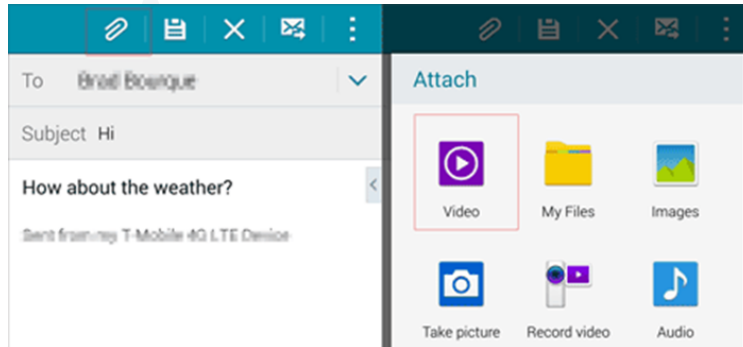 To
Subject Hi
How about the weather?
Attach
Video
My Files
Images
Take picture
Record video
Audio